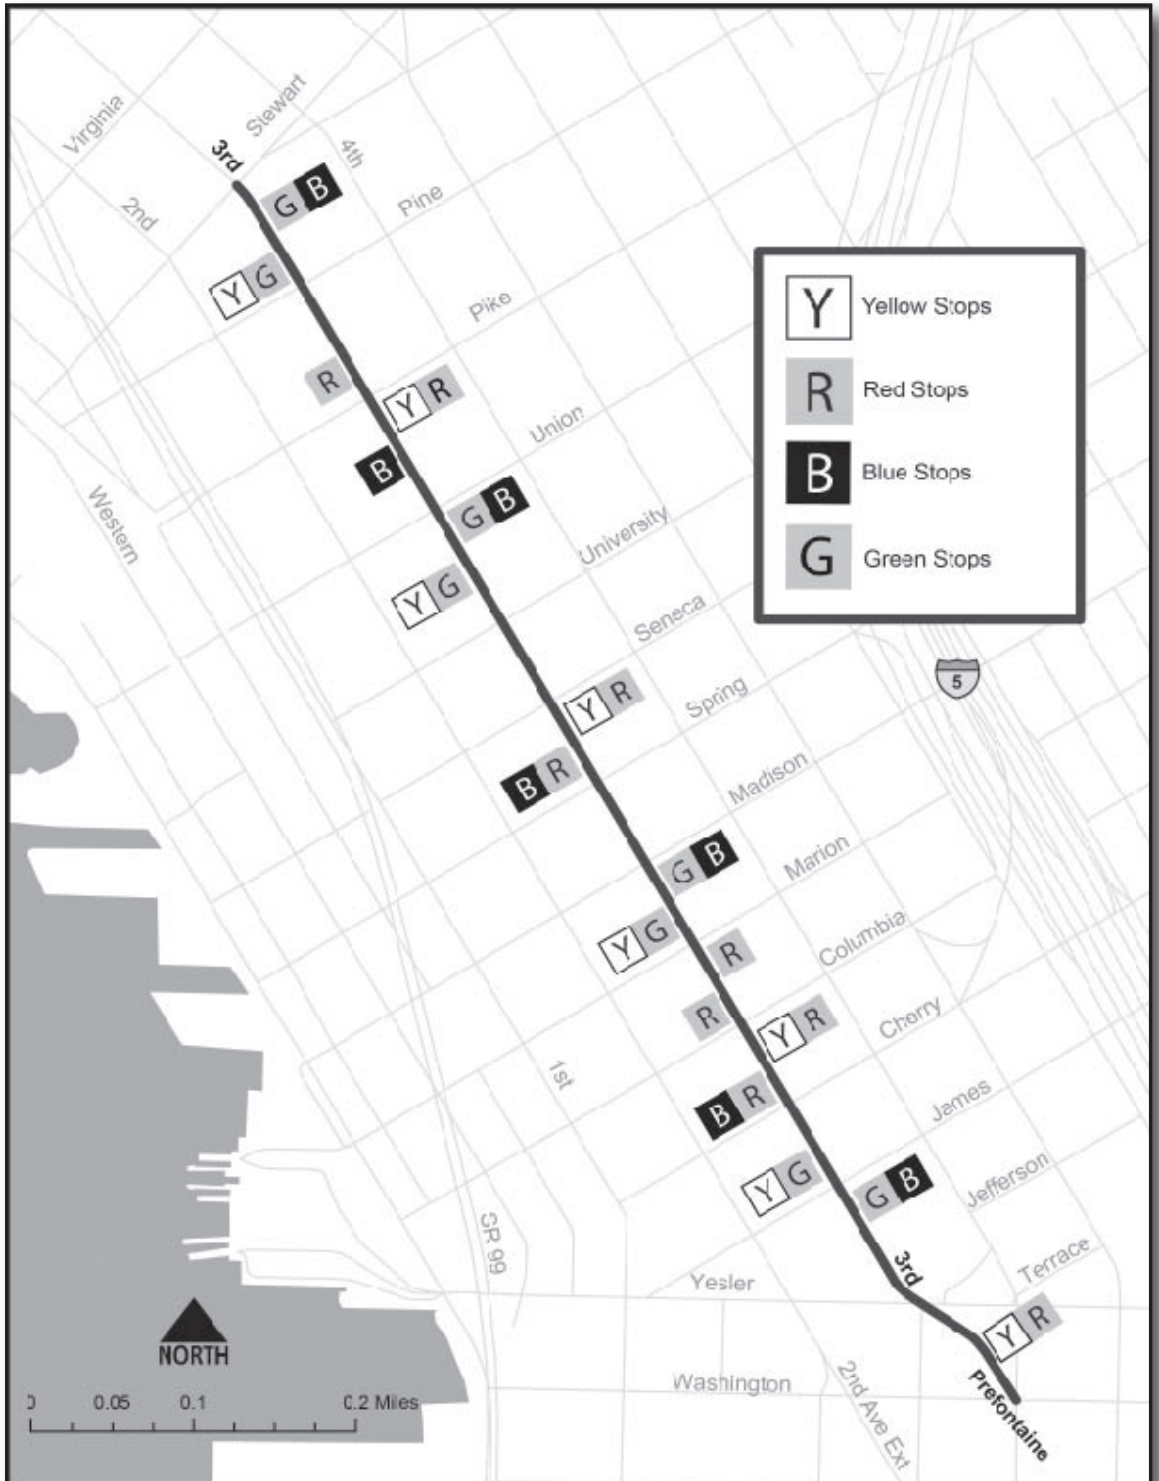 Virginia
Stewart
3rd
4th
2nd
G B
Pine
Y G
Pike
R
Y R
Union
B
G B
Western
University
Y G
Seneca
Y R
Spring
B R
Madison
G B
Marion
Y G
R
Columbia
R
Y R
Cherry
1st
B R
James
Y G
G B
Jefferson
SR 99
3rd
Terrace
Yesler
Y R
Washington
2nd Ave Ext
Prefontaine
Y Yellow Stops
R Red Stops
B Blue Stops
G Green Stops
5
NORTH
0 0.05 0.1 0.2 Miles